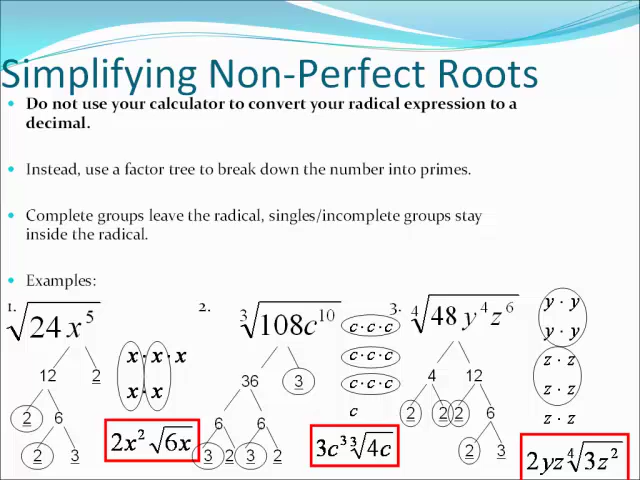 Simplifying Non-Perfect Roots
• Do not use your calculator to convert your radical expression to a
decimal.
• Instead, use a factor tree to break down the number into primes.
• Complete groups leave the radical, singles/incomplete groups stay
inside the radical.
• Examples:
1. √24x⁵
12 2
2 6
2 3
x · x · x
x · x
2x² √6x
2. ³√108c¹⁰
36 3
6 6
3 2 3 2
c · c · c
c · c · c
c · c · c
c
3c³ ³√4c
3. ⁴√48y⁴z⁶
4 12
2 2 2 6
2 3
y · y
y · y
z · z
z · z
z · z
2yz ⁴√3z²